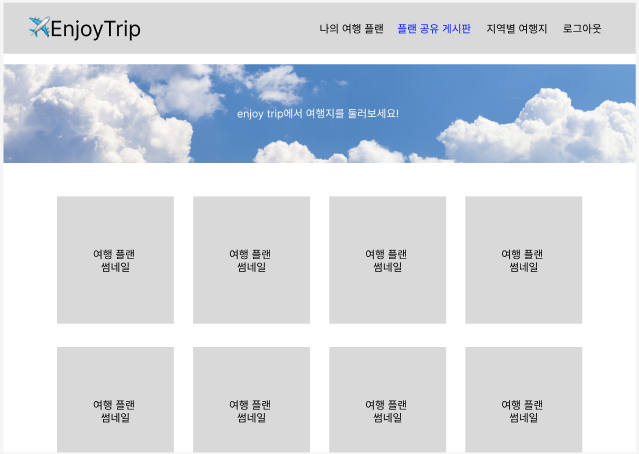 ✈️EnjoyTrip
나의 여행 플랜 플랜 공유 게시판 지역별 여행지 로그아웃
enjoy trip에서 여행지를 둘러보세요!
여행 플랜
썸네일
여행 플랜
썸네일
여행 플랜
썸네일
여행 플랜
썸네일
여행 플랜
썸네일
여행 플랜
썸네일
여행 플랜
썸네일
여행 플랜
썸네일